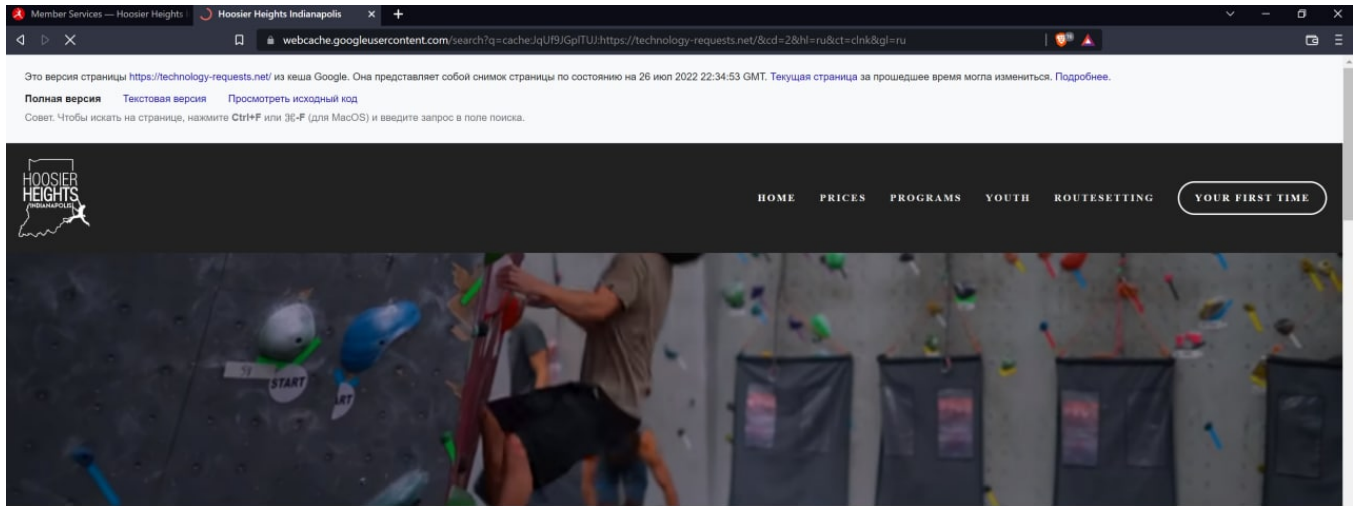 Member Services — Hoosier Heights
Hoosier Heights Indianapolis
webcache.googleusercontent.com/search?q=cache:JqUf9JGplTUJ:https://technology-requests.net/&cd=2&hl=ru&ct=clnk&gl=ru
Это версия страницы https://technology-requests.net/ из кеша Google. Она представляет собой снимок страницы по состоянию на 26 июл 2022 22:34:53 GMT. Текущая страница за прошедшее время могла измениться. Подробнее.
Полная версия Текстовая версия Просмотреть исходный код
Совет. Чтобы искать на странице, нажмите Ctrl+F или ⌘-F (для MacOS) и введите запрос в поле поиска.
HOOSIER
HEIGHTS
INDIANAPOLIS
HOME PRICES PROGRAMS YOUTH ROUTESETTING YOUR FIRST TIME
START